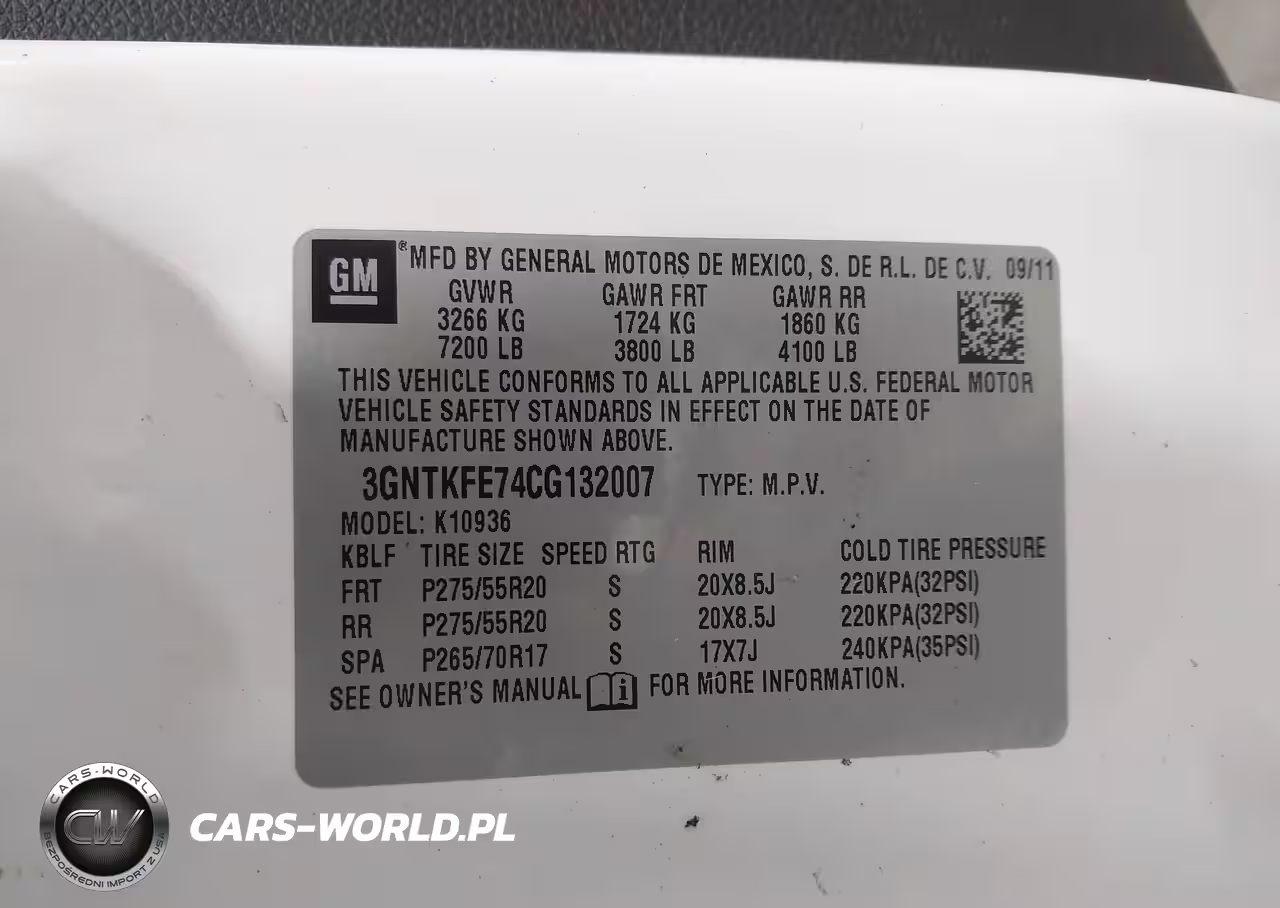 GM
® MFD BY GENERAL MOTORS DE MEXICO, S. DE R.L. DE C.V. 09/11
GVWR GAWR FRT GAWR RR
3266 KG 1724 KG 1860 KG
7200 LB 3800 LB 4100 LB
THIS VEHICLE CONFORMS TO ALL APPLICABLE U.S. FEDERAL MOTOR
VEHICLE SAFETY STANDARDS IN EFFECT ON THE DATE OF
MANUFACTURE SHOWN ABOVE.
3GNTKFE74CG132007 TYPE: M.P.V.
MODEL: K10936
KBLF TIRE SIZE SPEED RTG RIM COLD TIRE PRESSURE
FRT P275/55R20 S 20X8.5J 220KPA(32PSI)
RR P275/55R20 S 20X8.5J 220KPA(32PSI)
SPA P265/70R17 S 17X7J 240KPA(35PSI)
SEE OWNER'S MANUAL i FOR MORE INFORMATION.
CARS-WORLD
CW
BEZPOŚREDNI IMPORT Z USA
CARS-WORLD.PL